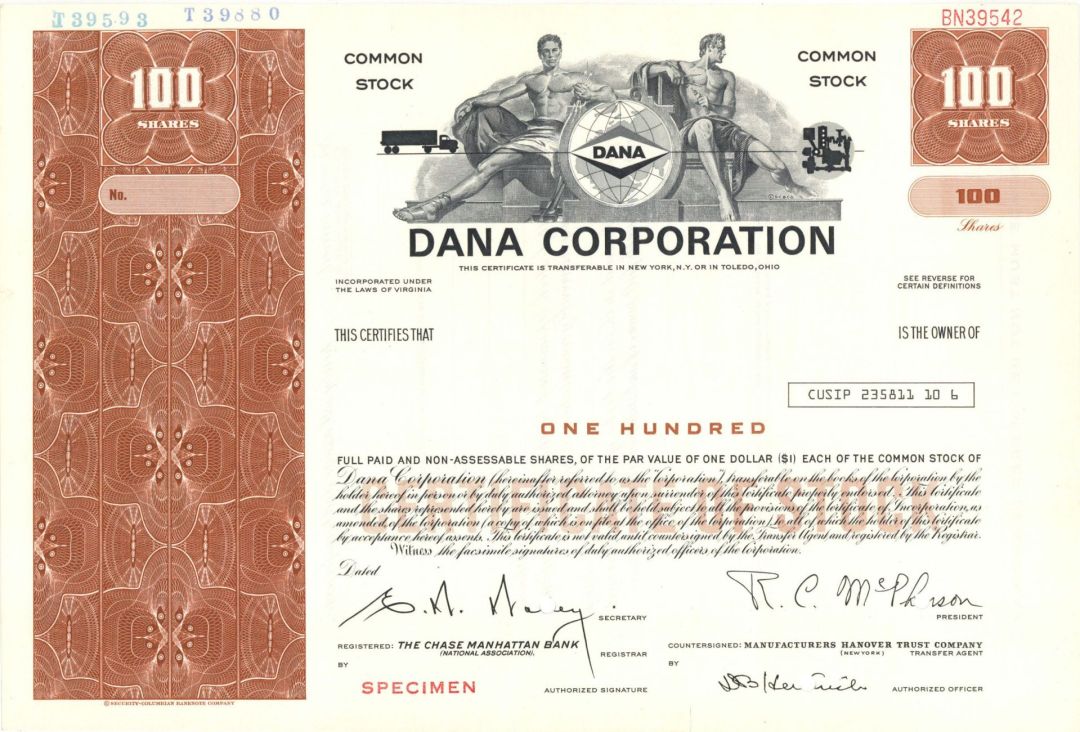 T39593 T39880
BN39542
100
SHARES
COMMON
STOCK
DANA
COMMON
STOCK
100
SHARES
No.
100
Shares
DANA CORPORATION
THIS CERTIFICATE IS TRANSFERABLE IN NEW YORK, N.Y. OR IN TOLEDO, OHIO
INCORPORATED UNDER
THE LAWS OF VIRGINIA
SEE REVERSE FOR
CERTAIN DEFINITIONS
THIS CERTIFIES THAT
IS THE OWNER OF
CUSIP 235811 10 6
ONE HUNDRED
FULL PAID AND NON-ASSESSABLE SHARES, OF THE PAR VALUE OF ONE DOLLAR ($1) EACH OF THE COMMON STOCK OF
Dana Corporation (hereinafter referred to as the Corporation), transferable on the books of the Corporation by the
holder hereof in person or by duly authorized attorney upon surrender of this certificate properly endorsed. This certificate
and the shares represented hereby are issued and shall be held subject to all the provisions of the Certificate of Incorporation, as
amended, of the Corporation (a copy of which is on file at the office of the Corporation), to all of which the holder of this certificate
by acceptance hereof assents. This certificate is not valid until countersigned by the Transfer Agent and registered by the Registrar.
Witness the facsimile signatures of duly authorized officers of the Corporation.
Dated
SECRETARY
R. C. McPherson
PRESIDENT
REGISTERED: THE CHASE MANHATTAN BANK
(NATIONAL ASSOCIATION).
REGISTRAR
BY
SPECIMEN
AUTHORIZED SIGNATURE
COUNTERSIGNED: MANUFACTURERS HANOVER TRUST COMPANY
(NEW YORK) TRANSFER AGENT
BY
AUTHORIZED OFFICER
© SECURITY-COLUMBIAN BANKNOTE COMPANY